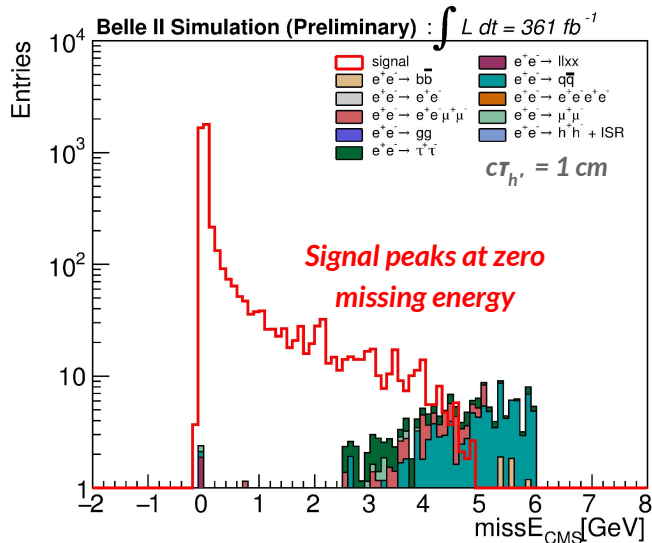 Belle II Simulation (Preliminary) : ∫ L dt = 361 fb⁻¹
Entries
10⁴
10³
10²
10
1
signal
e⁺e⁻→ bb̅
e⁺e⁻→ e⁺e⁻
e⁺e⁻→ e⁺e⁻μ⁺μ⁻
e⁺e⁻→ gg
e⁺e⁻→ τ⁺τ⁻
e⁺e⁻→ llxx
e⁺e⁻→ qq̅
e⁺e⁻→ e⁺e⁻e⁺e⁻
e⁺e⁻→ μ⁺μ⁻
e⁺e⁻→ h⁺h⁻ + ISR
cτ_h' = 1 cm
Signal peaks at zero
missing energy
−2 −1 0 1 2 3 4 5 6 7 8
missE_CMS[GeV]